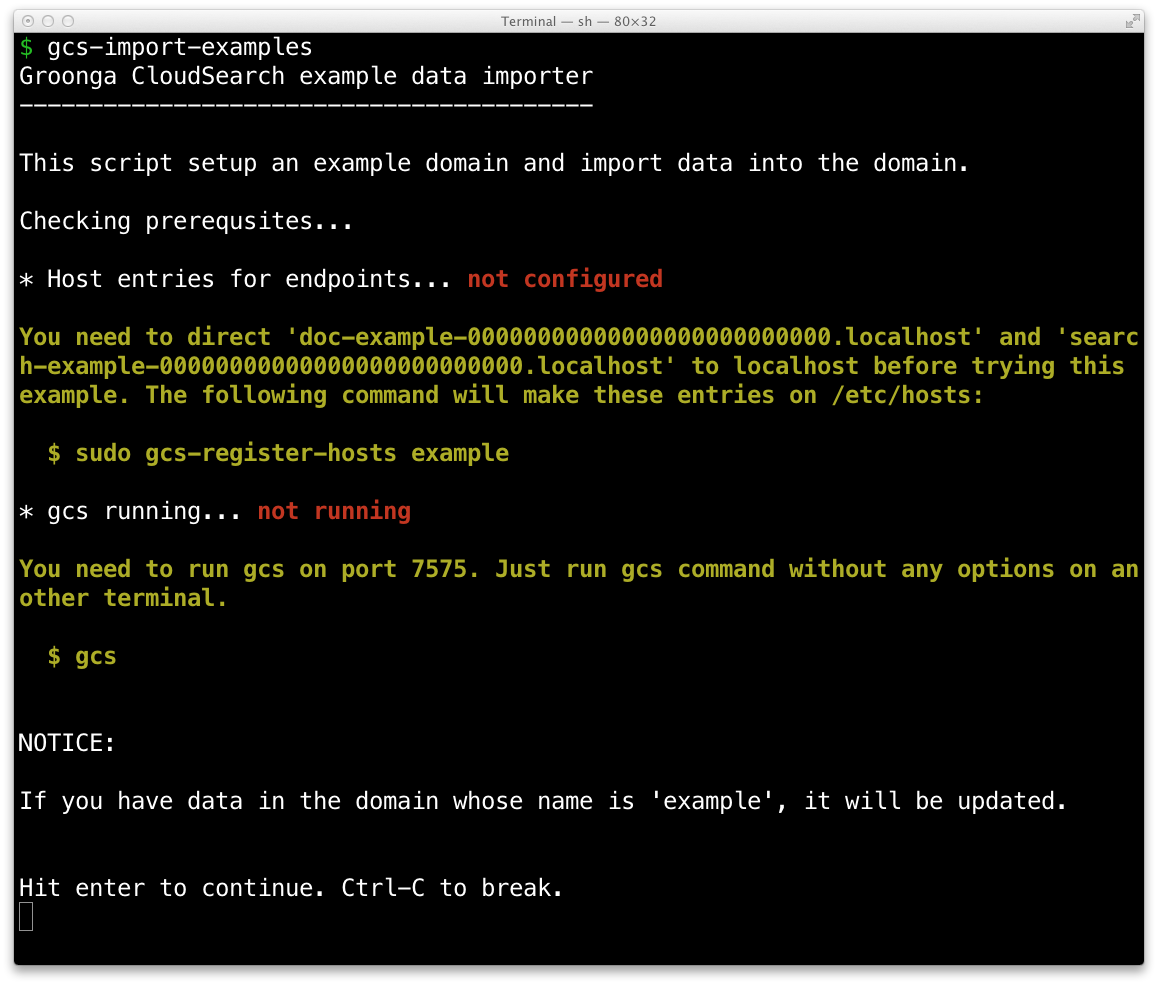 Terminal — sh — 80×32
$ gcs-import-examples
Groonga CloudSearch example data importer
-----------------------------------------
This script setup an example domain and import data into the domain.
Checking prerequsites...
* Host entries for endpoints... not configured
You need to direct 'doc-example-00000000000000000000000000.localhost' and 'searc
h-example-00000000000000000000000000.localhost' to localhost before trying this
example. The following command will make these entries on /etc/hosts:
$ sudo gcs-register-hosts example
* gcs running... not running
You need to run gcs on port 7575. Just run gcs command without any options on an
other terminal.
$ gcs
NOTICE:
If you have data in the domain whose name is 'example', it will be updated.
Hit enter to continue. Ctrl-C to break.